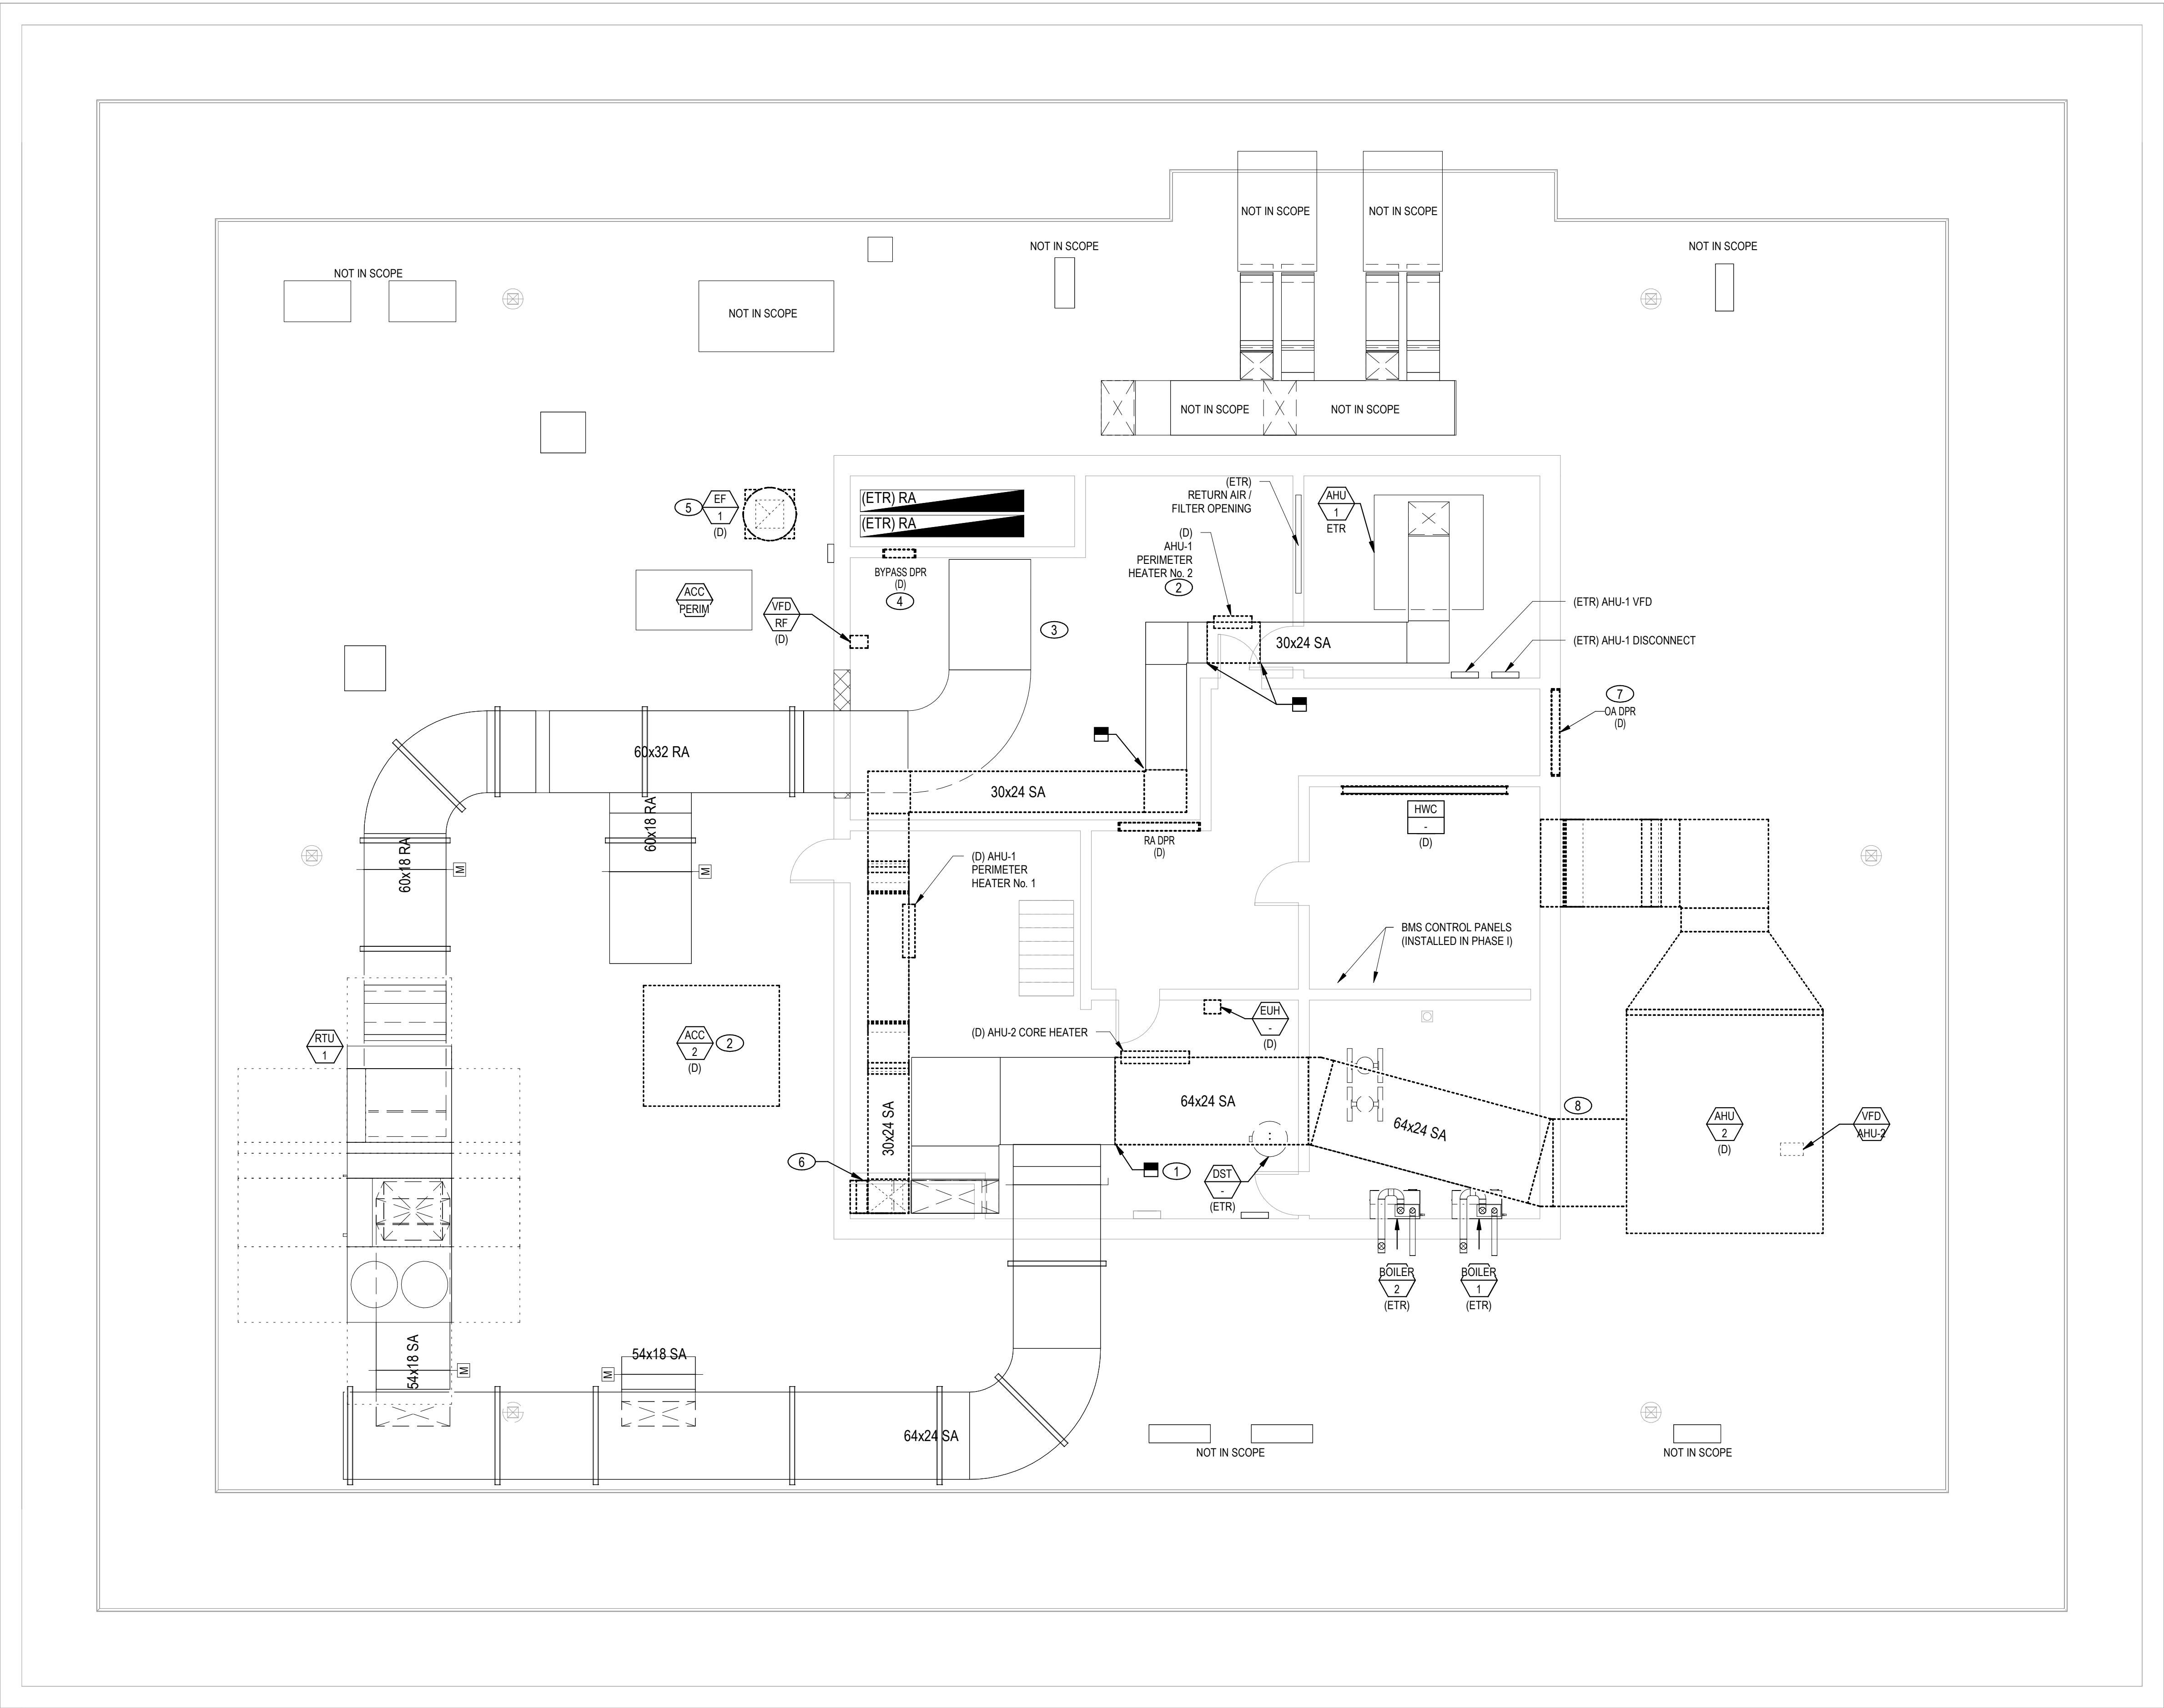 NOT IN SCOPE
NOT IN SCOPE
NOT IN SCOPE
NOT IN SCOPE
NOT IN SCOPE
NOT IN SCOPE
NOT IN SCOPE
NOT IN SCOPE
(ETR)
RETURN AIR /
FILTER OPENING
AHU
1
ETR
5
EF
1
(D)
(ETR) RA
(ETR) RA
(D)
AHU-1
PERIMETER
HEATER No. 2
2
BYPASS DPR
(D)
4
ACC
PERIM
VFD
RF
(D)
3
(ETR) AHU-1 VFD
(ETR) AHU-1 DISCONNECT
30x24 SA
7
OA DPR
(D)
60x32 RA
30x24 SA
HWC
-
(D)
60x18 RA
60x18 RA
M
M
RA DPR
(D)
(D) AHU-1
PERIMETER
HEATER No. 1
BMS CONTROL PANELS
(INSTALLED IN PHASE I)
RTU
1
ACC
2
(D)
2
(D) AHU-2 CORE HEATER
EUH
-
(D)
30x24 SA
64x24 SA
64x24 SA
8
AHU
2
(D)
VFD
AHU-2
6
1
DST
-
(ETR)
BOILER
2
(ETR)
BOILER
1
(ETR)
54x18 SA
M
M
54x18 SA
64x24 SA
NOT IN SCOPE
NOT IN SCOPE